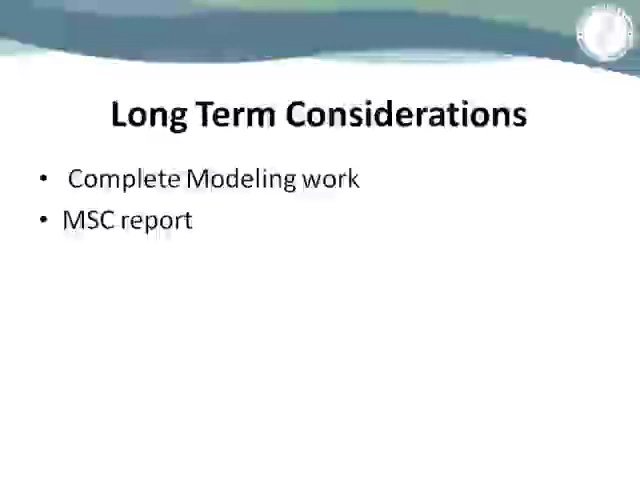 Long Term Considerations
• Complete Modeling work
• MSC report